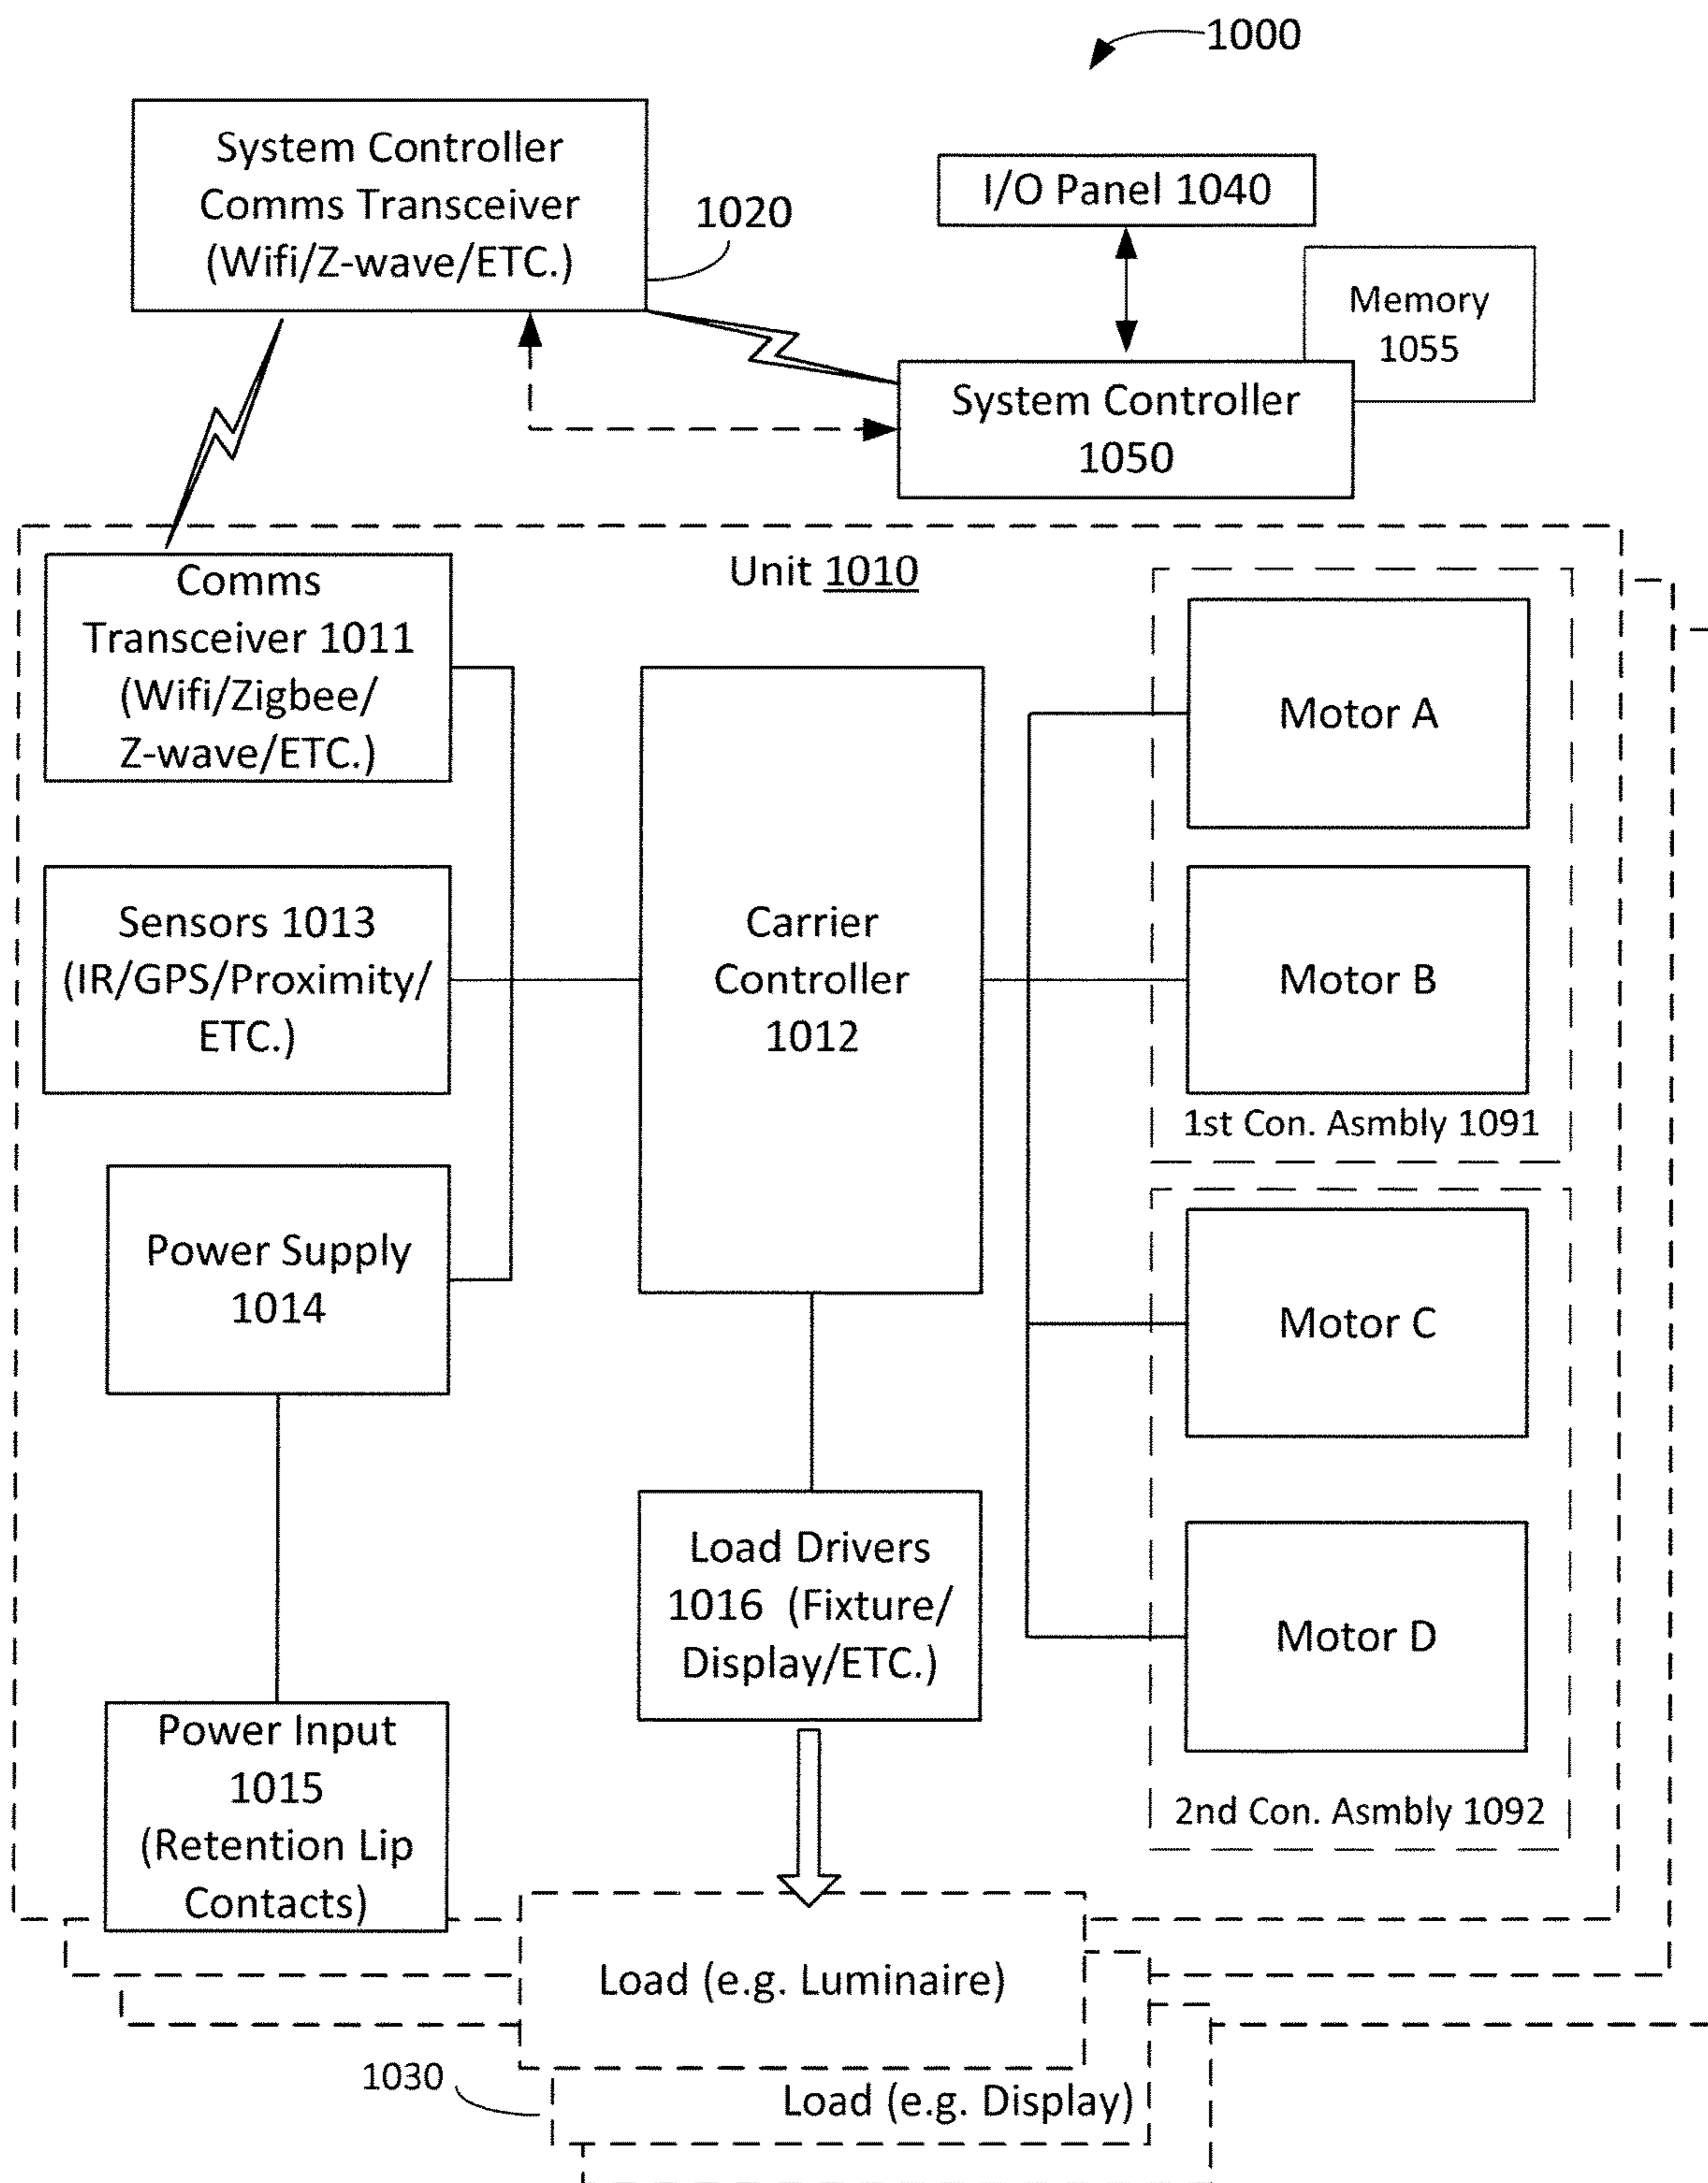 1000
System Controller
Comms Transceiver
(Wifi/Z-wave/ETC.)
1020
I/O Panel 1040
Memory
1055
System Controller
1050
Unit 1010
Comms
Transceiver 1011
(Wifi/Zigbee/
Z-wave/ETC.)
Sensors 1013
(IR/GPS/Proximity/
ETC.)
Power Supply
1014
Power Input
1015
(Retention Lip
Contacts)
Carrier
Controller
1012
Load Drivers
1016 (Fixture/
Display/ETC.)
Motor A
Motor B
1st Con. Asmbly 1091
Motor C
Motor D
2nd Con. Asmbly 1092
Load (e.g. Luminaire)
1030
Load (e.g. Display)